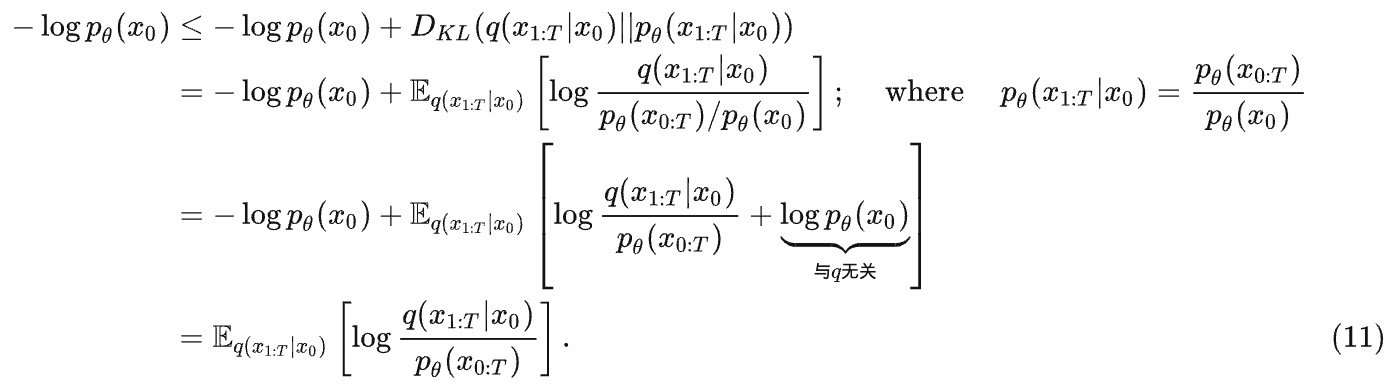 $-\log p_\theta(x_0) \leq -\log p_\theta(x_0) + D_{KL}(q(x_{1:T}|x_0)||p_\theta(x_{1:T}|x_0))$
$= -\log p_\theta(x_0) + \mathbb{E}_{q(x_{1:T}|x_0)} \left[ \log \frac{q(x_{1:T}|x_0)}{p_\theta(x_{0:T})/p_\theta(x_0)} \right]; \quad \text{where} \quad p_\theta(x_{1:T}|x_0) = \frac{p_\theta(x_{0:T})}{p_\theta(x_0)}$
$= -\log p_\theta(x_0) + \mathbb{E}_{q(x_{1:T}|x_0)} \left[ \log \frac{q(x_{1:T}|x_0)}{p_\theta(x_{0:T})} + \underbrace{\log p_\theta(x_0)}_{\text{与}q\text{无关}} \right]$
$= \mathbb{E}_{q(x_{1:T}|x_0)} \left[ \log \frac{q(x_{1:T}|x_0)}{p_\theta(x_{0:T})} \right]. \quad (11)$